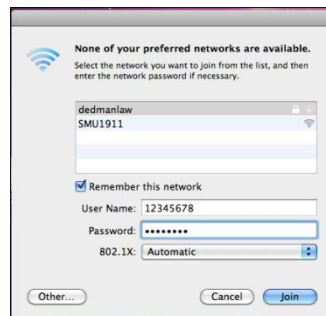 None of your preferred networks are available.
Select the network you want to join from the list, and then
enter the network password if necessary.
dedmanlaw
SMU1911
Remember this network
User Name: 12345678
Password: ••••••••
802.1X: Automatic
Other... Cancel Join